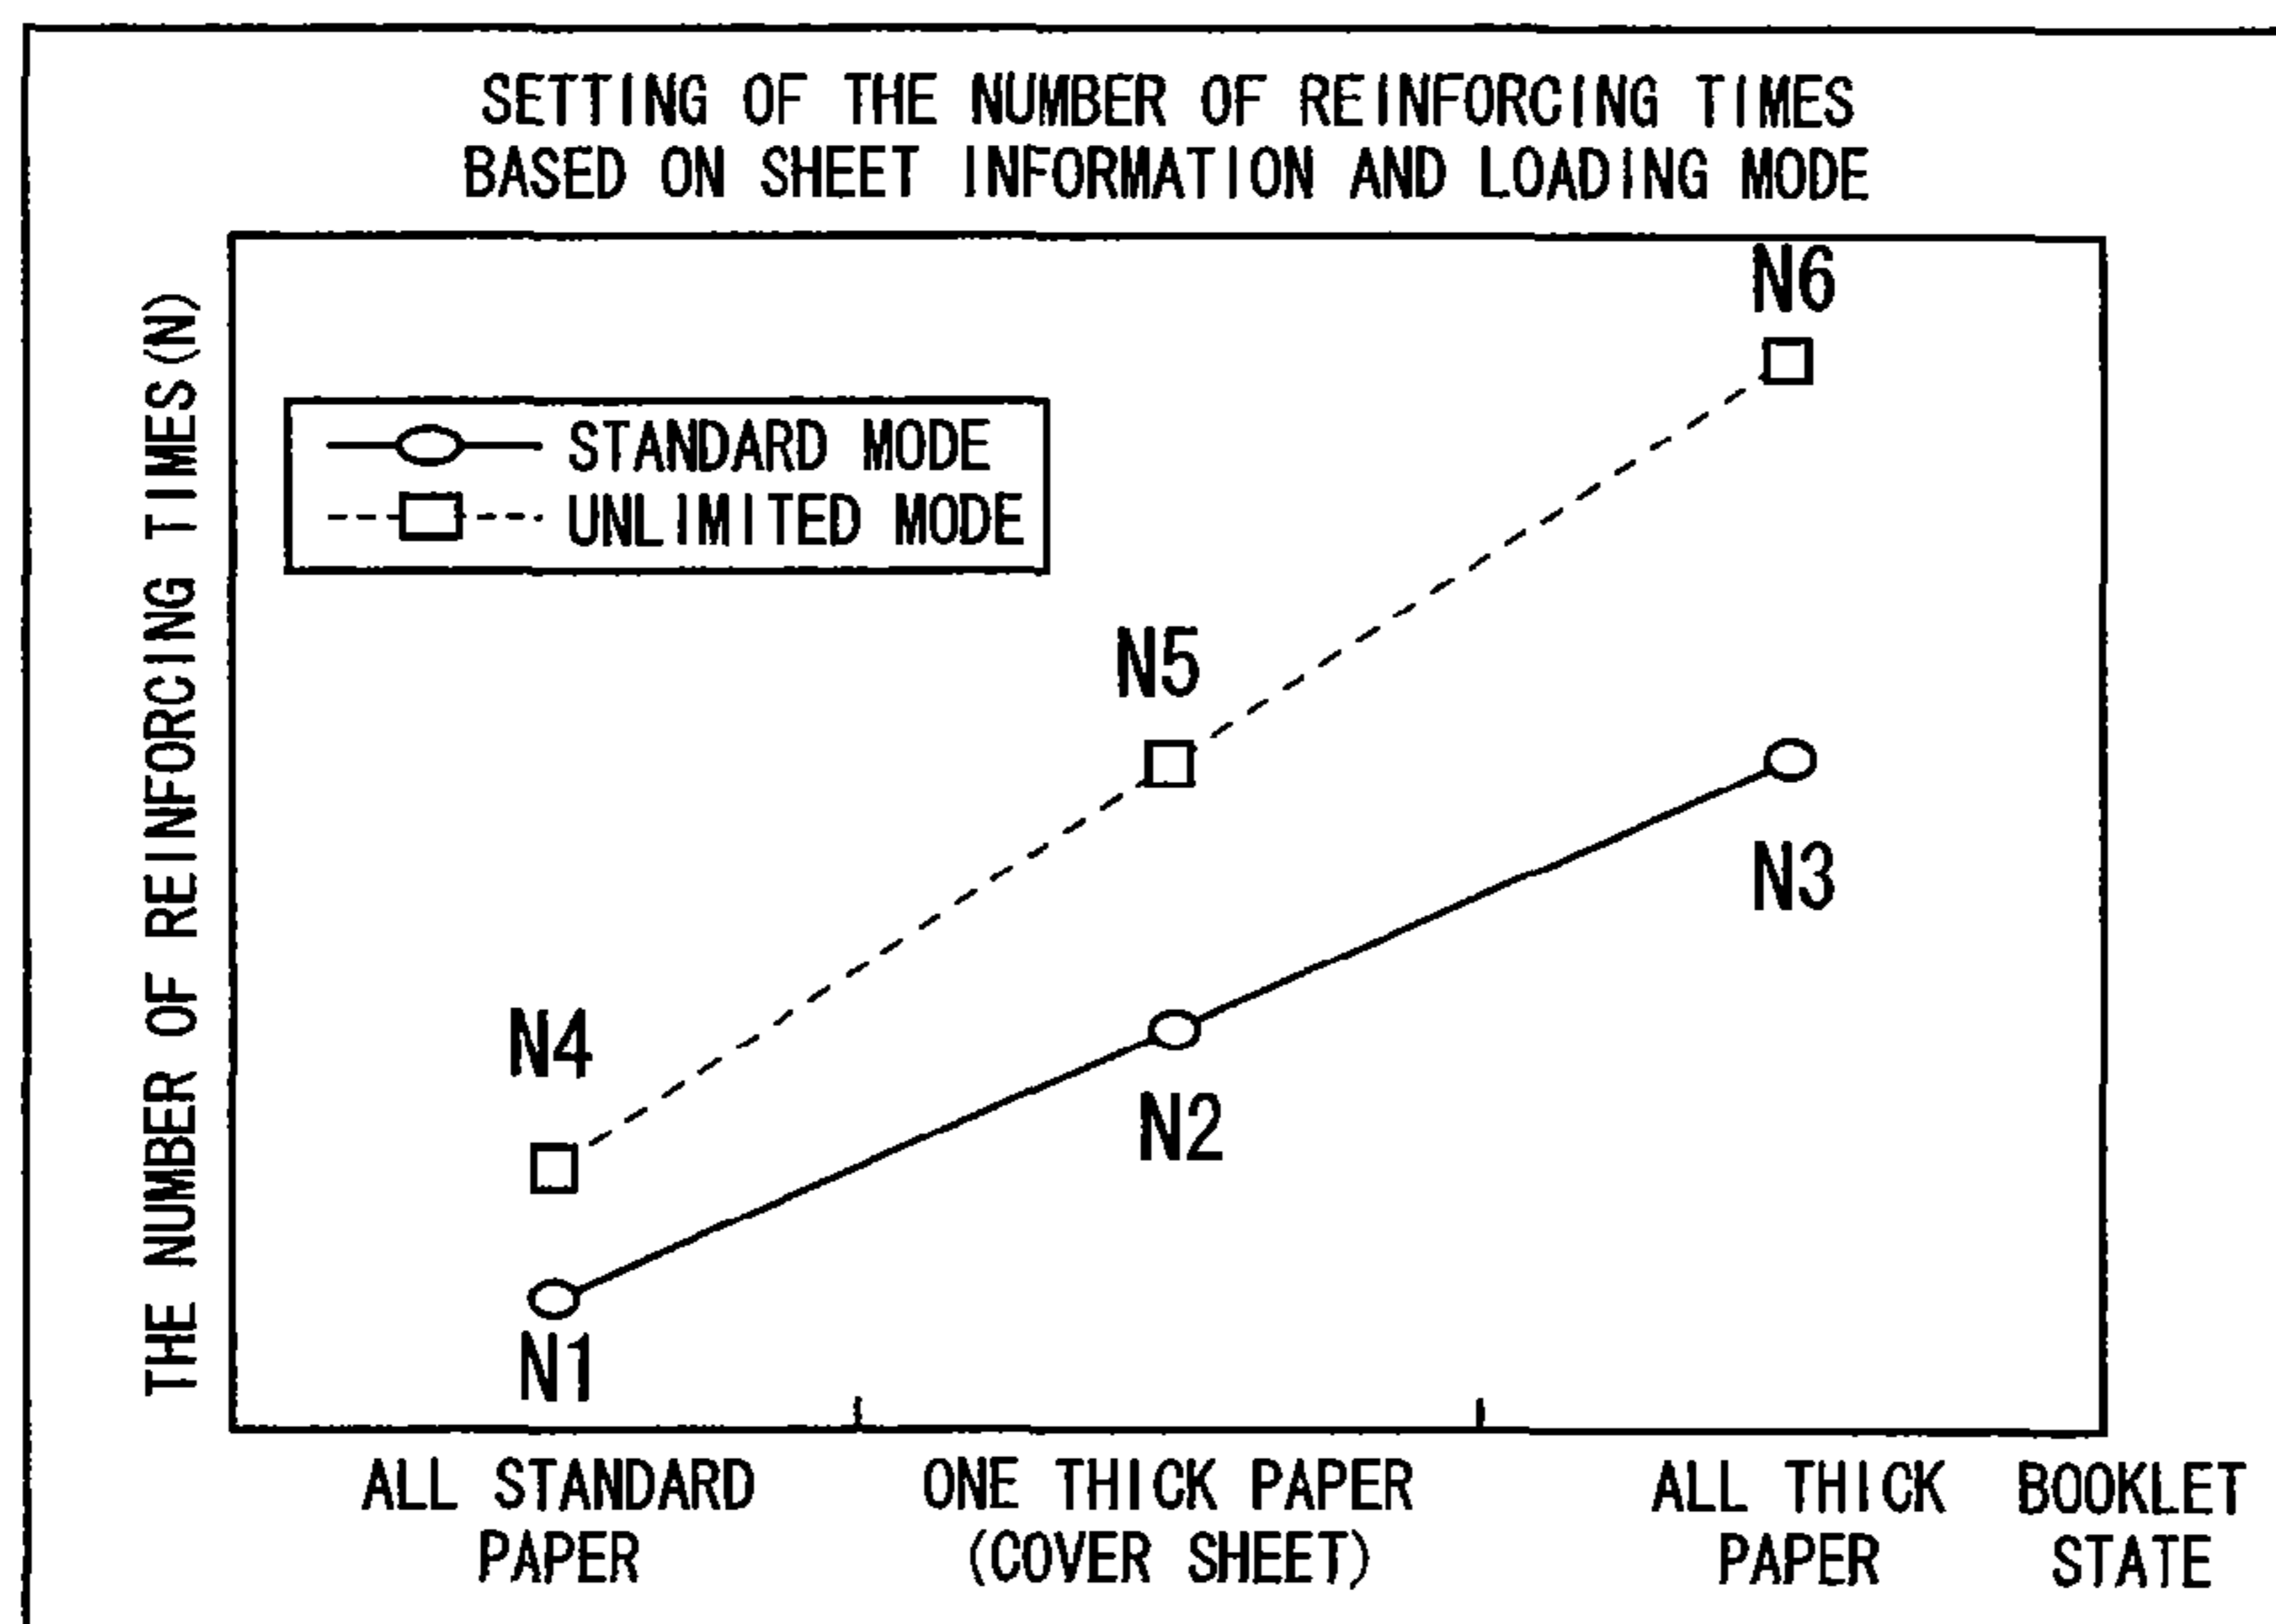 SETTING OF THE NUMBER OF REINFORCING TIMES
BASED ON SHEET INFORMATION AND LOADING MODE
THE NUMBER OF REINFORCING TIMES(N)
STANDARD MODE
UNLIMITED MODE
N6
N5
N3
N4
N2
N1
ALL STANDARD
PAPER
ONE THICK PAPER
(COVER SHEET)
ALL THICK
PAPER
BOOKLET
STATE